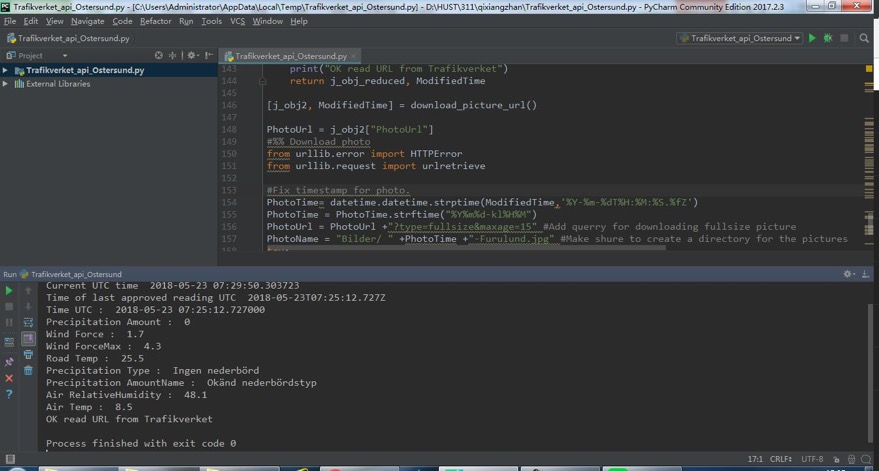 Trafikverket_api_Ostersund.py - [C:\Users\Administrator\AppData\Local\Temp\Trafikverket_api_Ostersund.py] - D:\HUST\311\qixiangzhan\Trafikverket_api_Ostersund.py - PyCharm Community Edition 2017.2.3
File Edit View Navigate Code Refactor Run Tools VCS Window Help
Trafikverket_api_Ostersund.py
Trafikverket_api_Ostersund
Project
Trafikverket_api_Ostersund.py
Trafikverket_api_Ostersund.py
External Libraries
143 print("OK read URL from Trafikverket")
144 return j_obj_reduced, ModifiedTime
145
146 [j_obj2, ModifiedTime] = download_picture_url()
147
148 PhotoUrl = j_obj2["PhotoUrl"]
149 #%% Download photo
150 from urllib.error import HTTPError
151 from urllib.request import urlretrieve
152
153 #Fix timestamp for photo.
154 PhotoTime= datetime.datetime.strptime(ModifiedTime,'%Y-%m-%dT%H:%M:%S.%fZ')
155 PhotoTime = PhotoTime.strftime("%Y%m%d-kl%H%M")
156 PhotoUrl = PhotoUrl +"?type=fullsize&maxage=15" #Add querry for downloading fullsize picture
157 PhotoName = "Bilder/ " +PhotoTime +"-Furulund.jpg" #Make shure to create a directory for the pictures
Run Trafikverket_api_Ostersund
Current UTC time 2018-05-23 07:29:50.303723
Time of last approved reading UTC 2018-05-23T07:25:12.727Z
Time UTC : 2018-05-23 07:25:12.727000
Precipitation Amount : 0
Wind Force : 1.7
Wind ForceMax : 4.3
Road Temp : 25.5
Precipitation Type : Ingen nederbörd
Precipitation AmountName : Okänd nederbördstyp
Air RelativeHumidity : 48.1
Air Temp : 8.5
OK read URL from Trafikverket
Process finished with exit code 0
17:1 CRLF÷ UTF-8